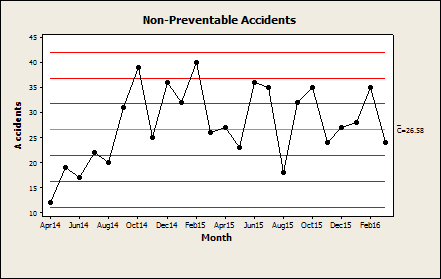 Non-Preventable Accidents
Accidents
45
40
35
30
25
20
15
10
C̅=26.58
Apr14 Jun14 Aug14 Oct14 Dec14 Feb15 Apr15 Jun15 Aug15 Oct15 Dec15 Feb16
Month